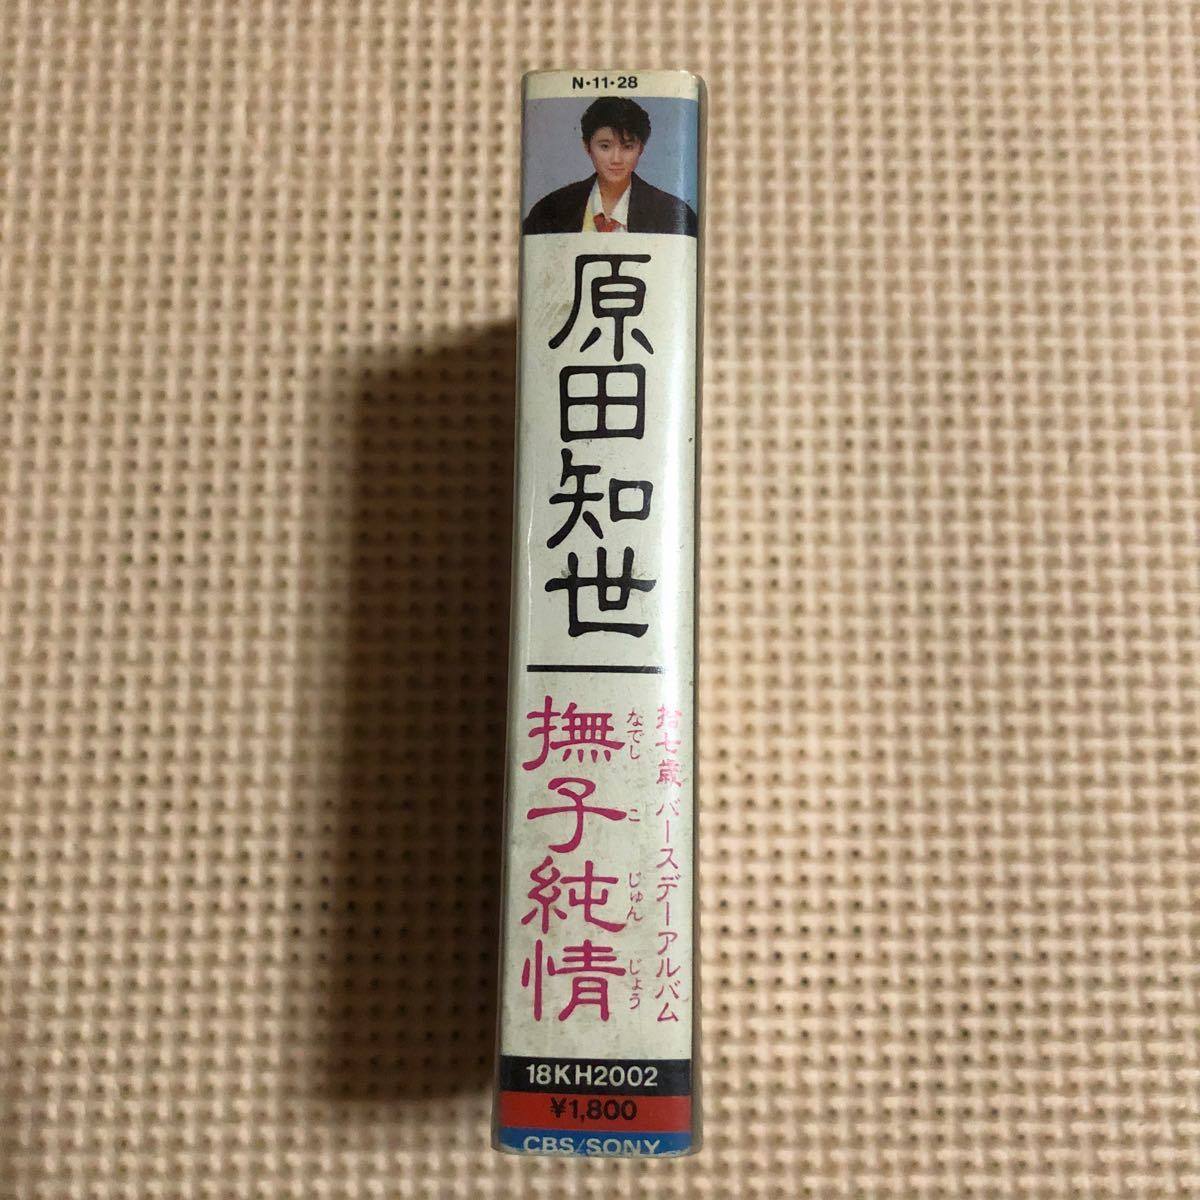 N・11・28
原田知世
拾七歳バースデーアルバム
撫子純情
なでし こ じゅん じょう
18KH2002
¥1,800
CBS/SONY